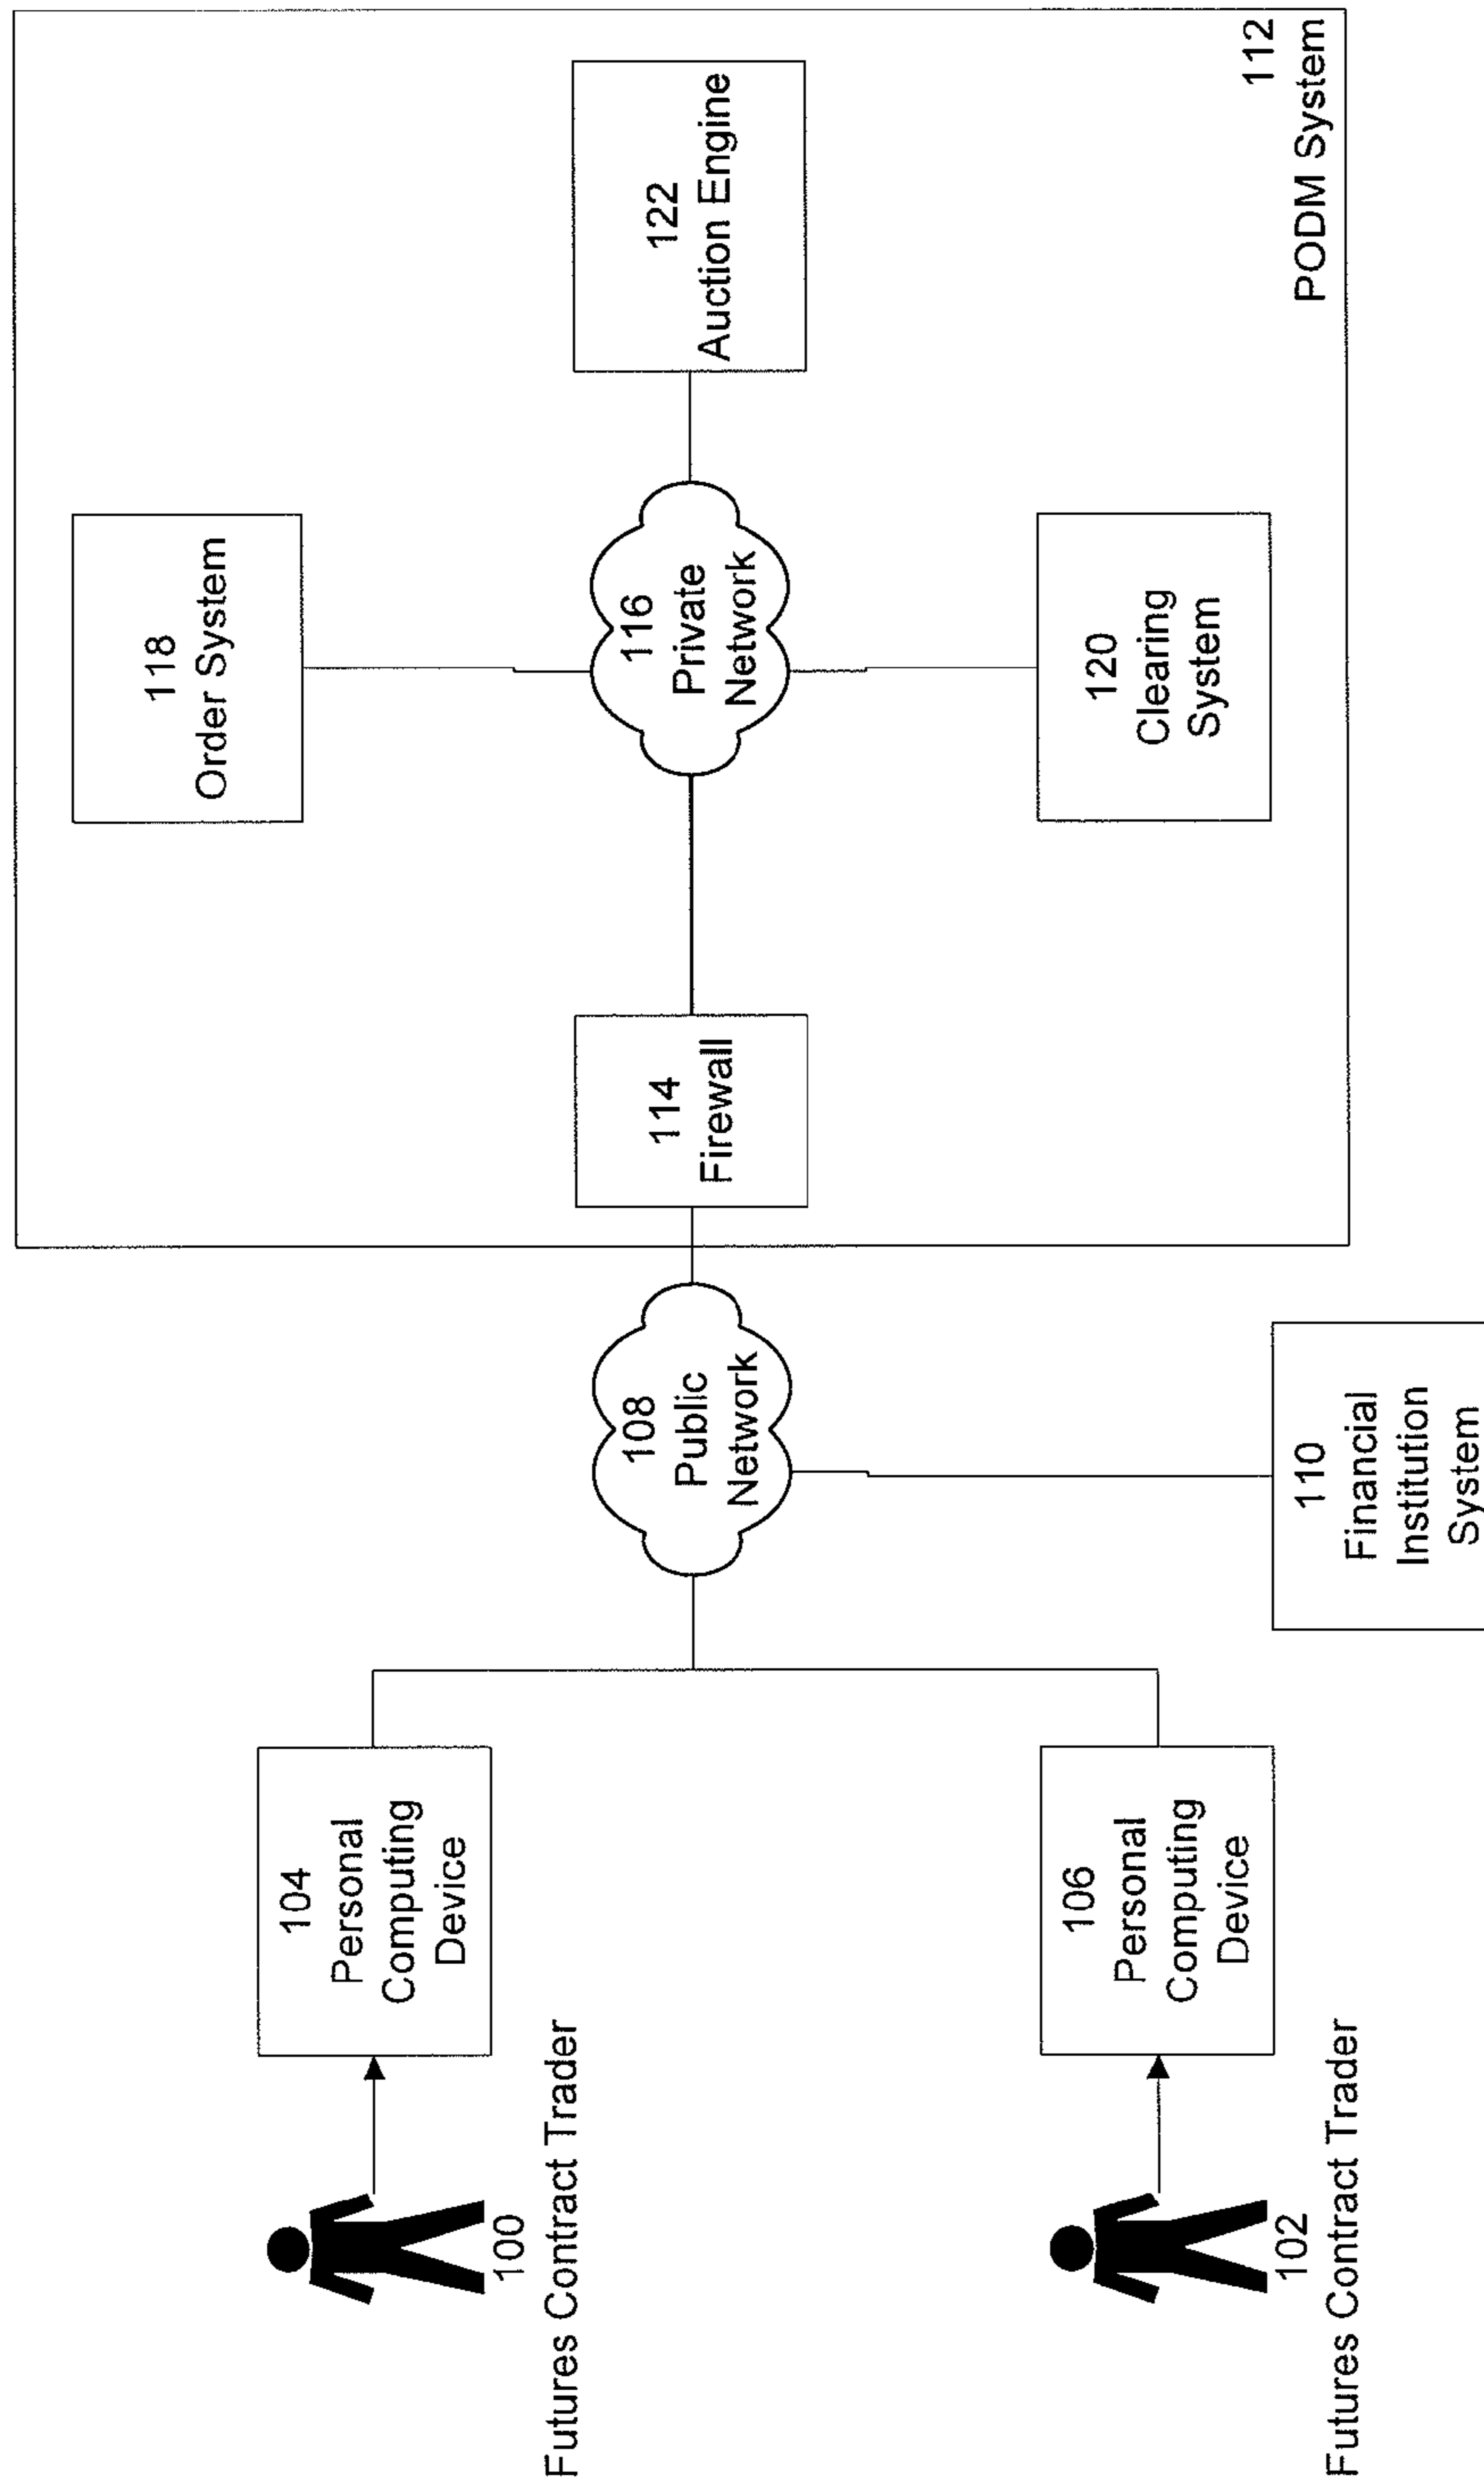 100
Futures Contract Trader
104
Personal
Computing
Device
102
Futures Contract Trader
106
Personal
Computing
Device
108
Public
Network
110
Financial
Institution
System
114
Firewall
118
Order System
116
Private
Network
120
Clearing
System
122
Auction Engine
112
PODM System